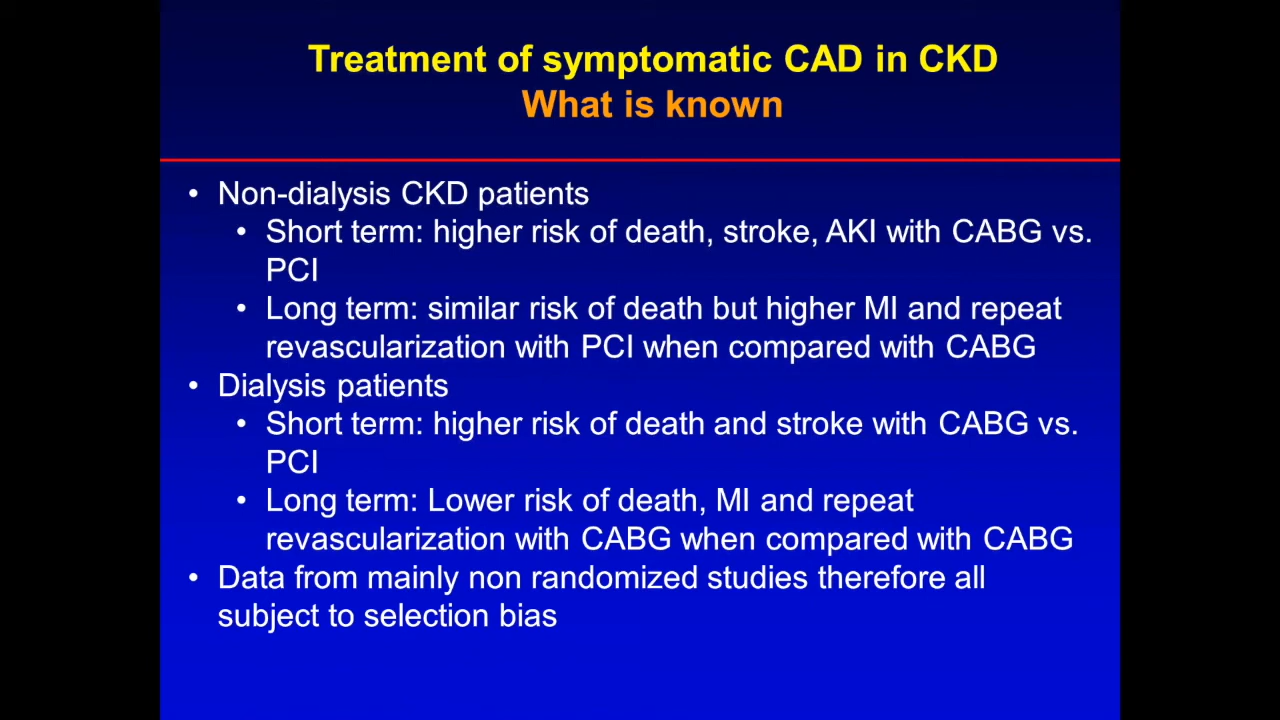 Treatment of symptomatic CAD in CKD
What is known
• Non-dialysis CKD patients
• Short term: higher risk of death, stroke, AKI with CABG vs.
PCI
• Long term: similar risk of death but higher MI and repeat
revascularization with PCI when compared with CABG
• Dialysis patients
• Short term: higher risk of death and stroke with CABG vs.
PCI
• Long term: Lower risk of death, MI and repeat
revascularization with CABG when compared with CABG
• Data from mainly non randomized studies therefore all
subject to selection bias